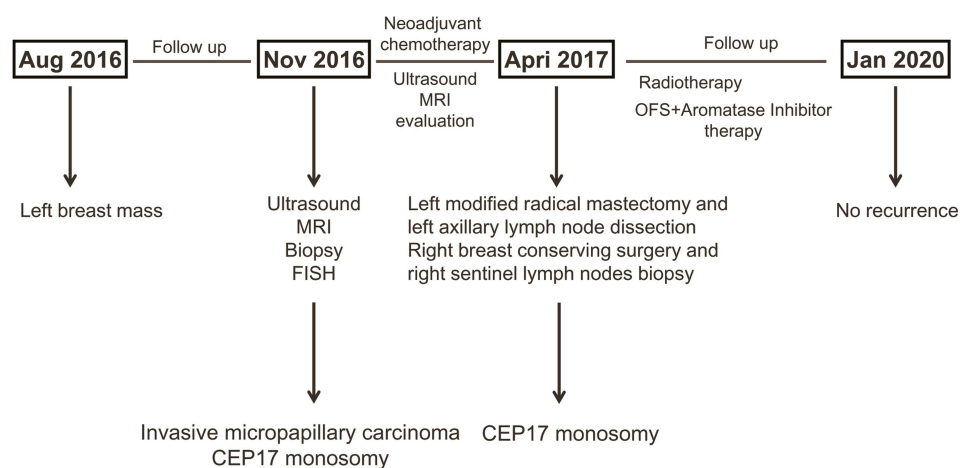 Aug 2016
Follow up
Nov 2016
Neoadjuvant
chemotherapy
Ultrasound
MRI
evaluation
Apri 2017
Follow up
Radiotherapy
OFS+Aromatase Inhibitor
therapy
Jan 2020
Left breast mass
Ultrasound
MRI
Biopsy
FISH
Left modified radical mastectomy and
left axillary lymph node dissection
Right breast conserving surgery and
right sentinel lymph nodes biopsy
No recurrence
Invasive micropapillary carcinoma
CEP17 monosomy
CEP17 monosomy